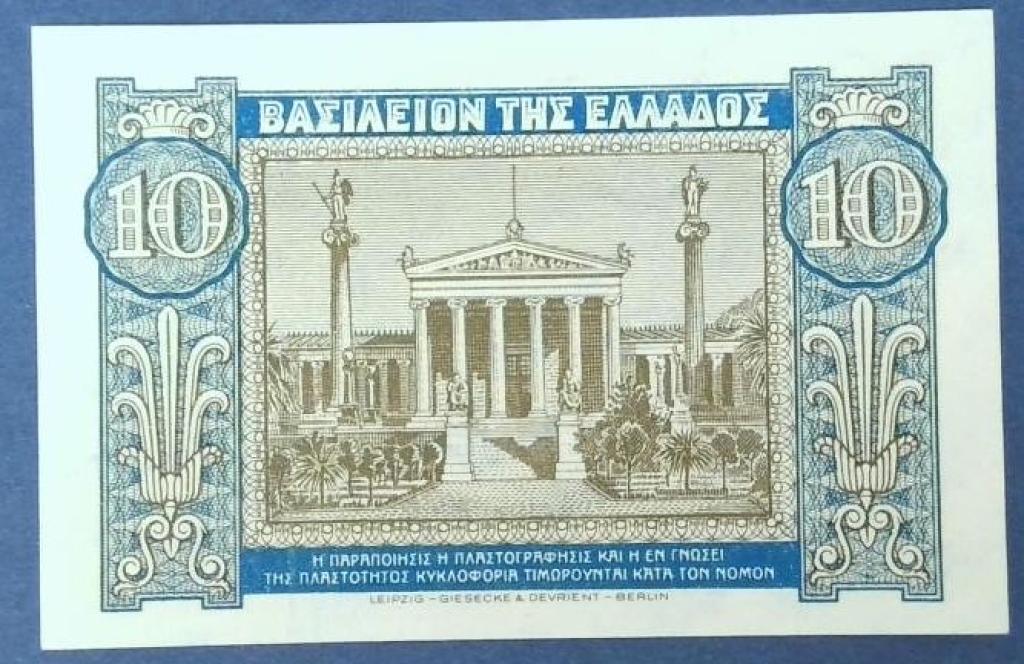 ΒΑΣΙΛΕΙΟΝ ΤΗΣ ΕΛΛΑΔΟΣ
10
10
Η ΠΑΡΑΠΟΙΗΣΙΣ Η ΠΛΑΣΤΟΓΡΑΦΗΣΙΣ ΚΑΙ Η ΕΝ ΓΝΩΣΕΙ
ΤΗΣ ΠΛΑΣΤΟΤΗΤΟΣ ΚΥΚΛΟΦΟΡΙΑ ΤΙΜΩΡΟΥΝΤΑΙ ΚΑΤΑ ΤΟΝ ΝΟΜΟΝ
LEIPZIG – GIESECKE & DEVRIENT – BERLIN